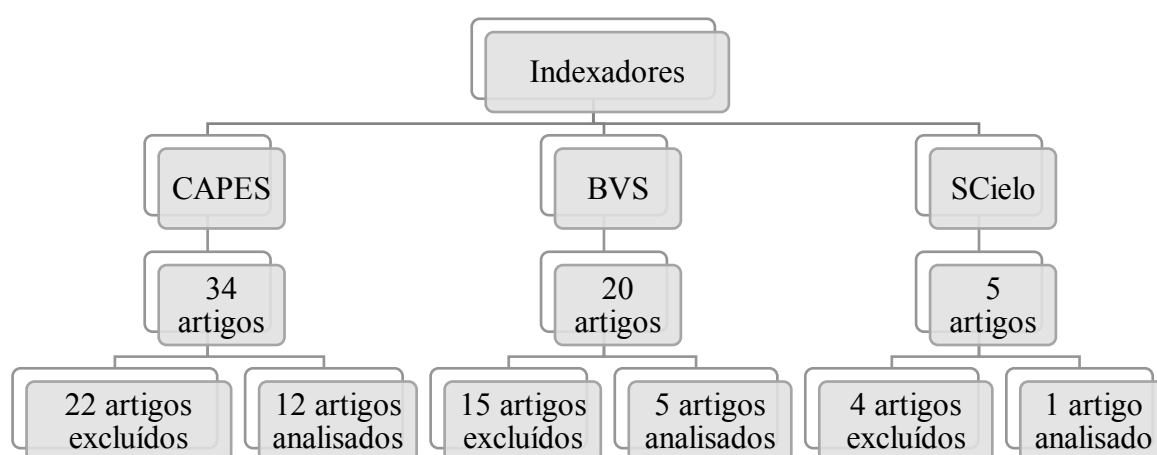 Indexadores
CAPES
BVS
SCielo
34
artigos
20
artigos
5
artigos
22 artigos
excluídos
12 artigos
analisados
15 artigos
excluídos
5 artigos
analisados
4 artigos
excluídos
1 artigo
analisado